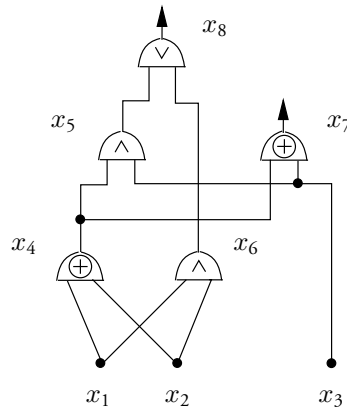 x₈
∨
x₅
x₇
∧
⊕
x₄
x₆
⊕
∧
x₁ x₂ x₃